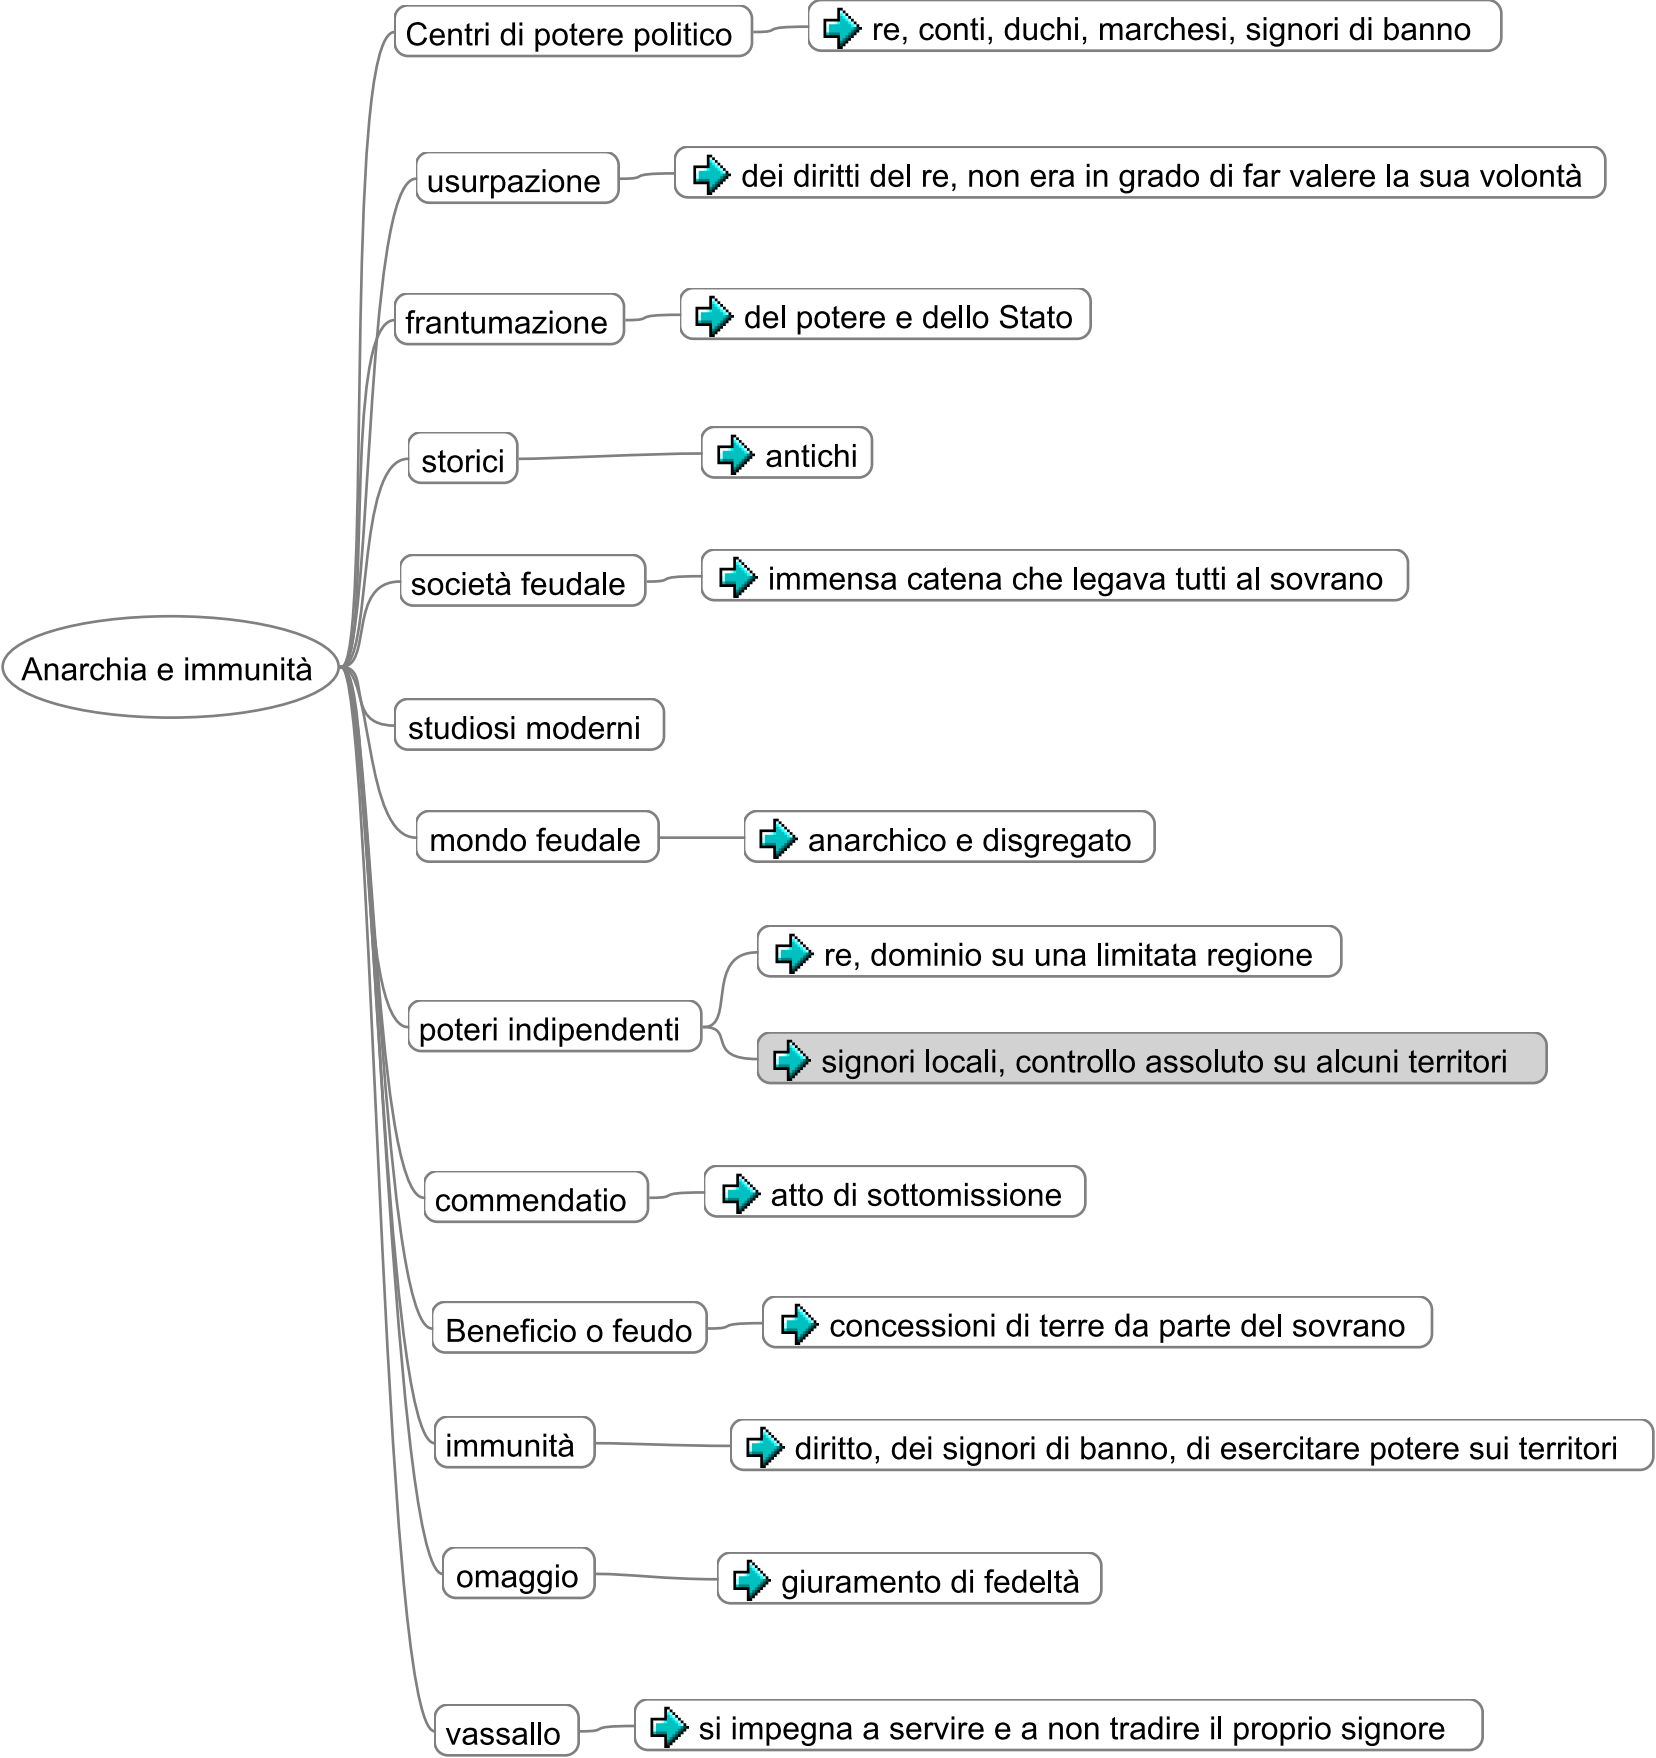 Centri di potere politico
re, conti, duchi, marchesi, signori di banno
usurpazione
dei diritti del re, non era in grado di far valere la sua volontà
frantumazione
del potere e dello Stato
storici
antichi
società feudale
immensa catena che legava tutti al sovrano
Anarchia e immunità
studiosi moderni
mondo feudale
anarchico e disgregato
poteri indipendenti
re, dominio su una limitata regione
signori locali, controllo assoluto su alcuni territori
commendatio
atto di sottomissione
Beneficio o feudo
concessioni di terre da parte del sovrano
immunità
diritto, dei signori di banno, di esercitare potere sui territori
omaggio
giuramento di fedeltà
vassallo
si impegna a servire e a non tradire il proprio signore